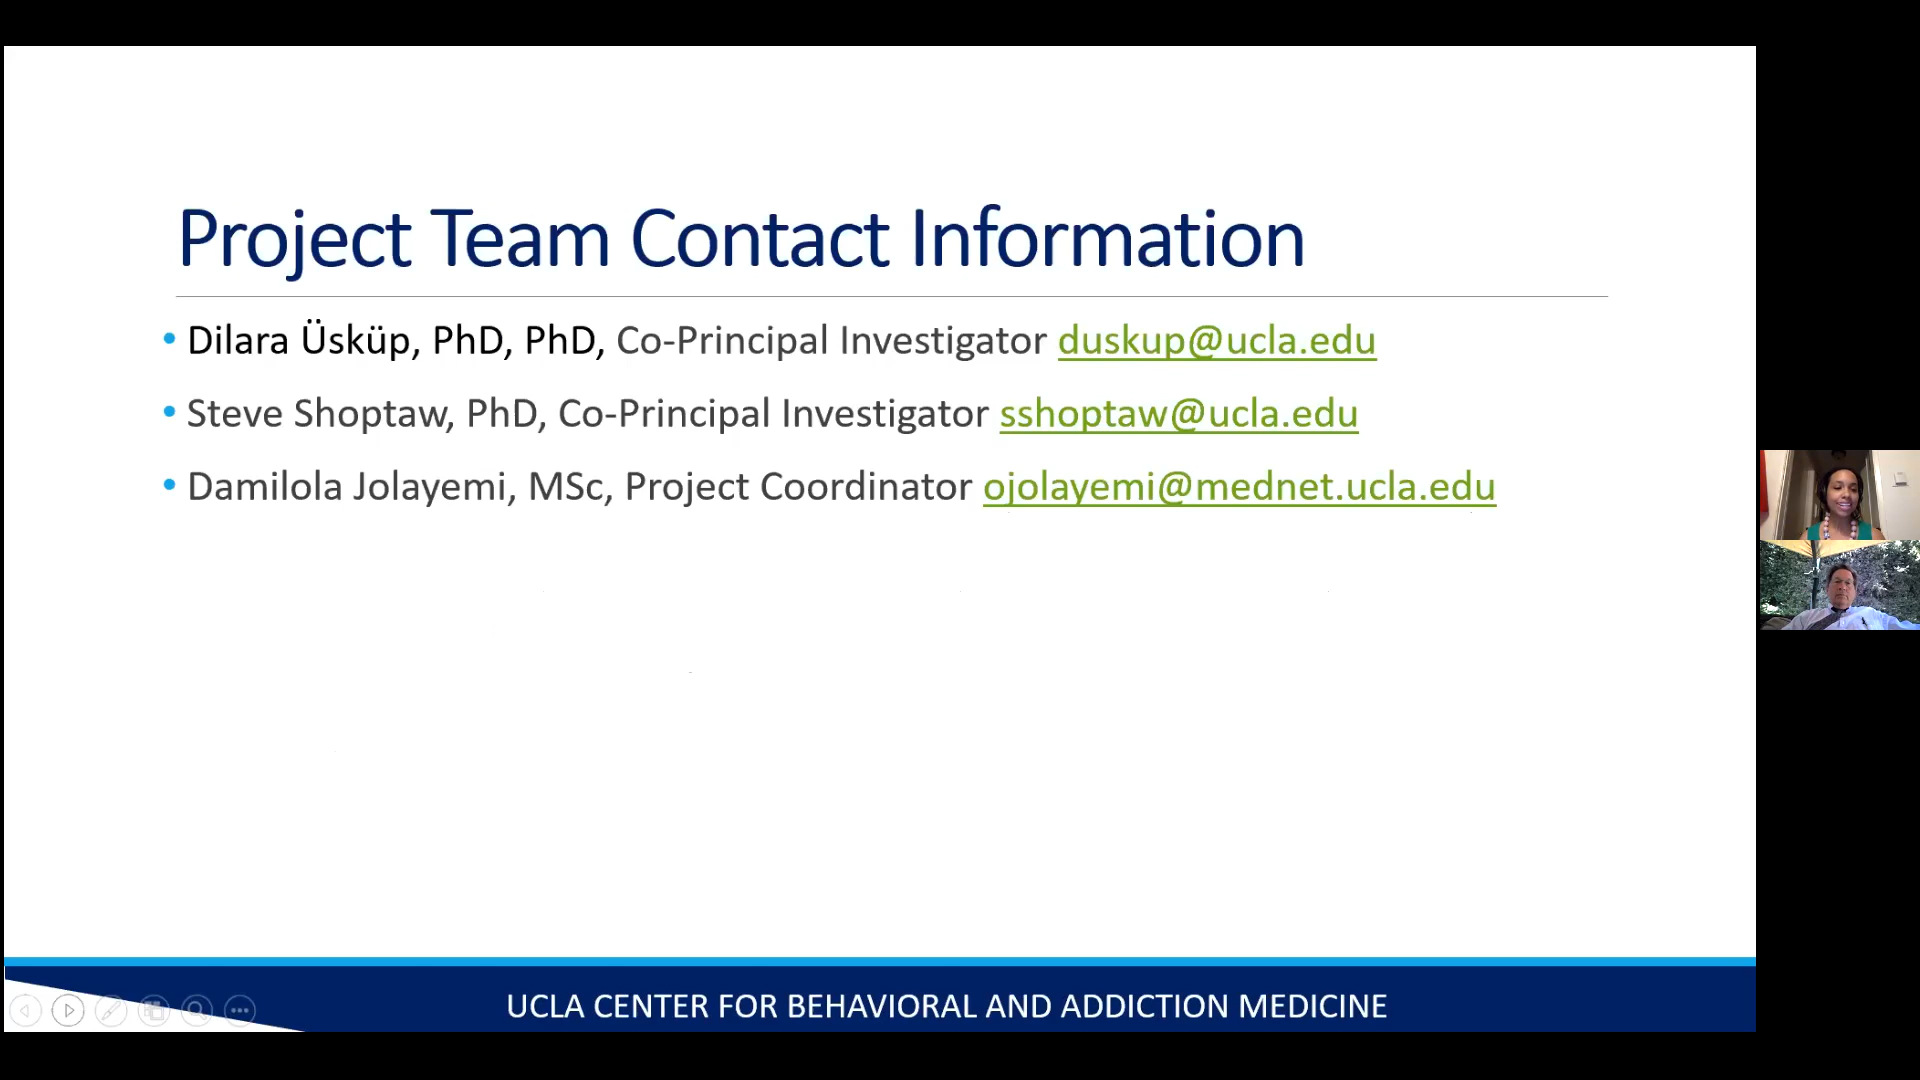 Project Team Contact Information
• Dilara Üsküp, PhD, PhD, Co-Principal Investigator duskup@ucla.edu
• Steve Shoptaw, PhD, Co-Principal Investigator sshoptaw@ucla.edu
• Damilola Jolayemi, MSc, Project Coordinator ojolayemi@mednet.ucla.edu
UCLA CENTER FOR BEHAVIORAL AND ADDICTION MEDICINE